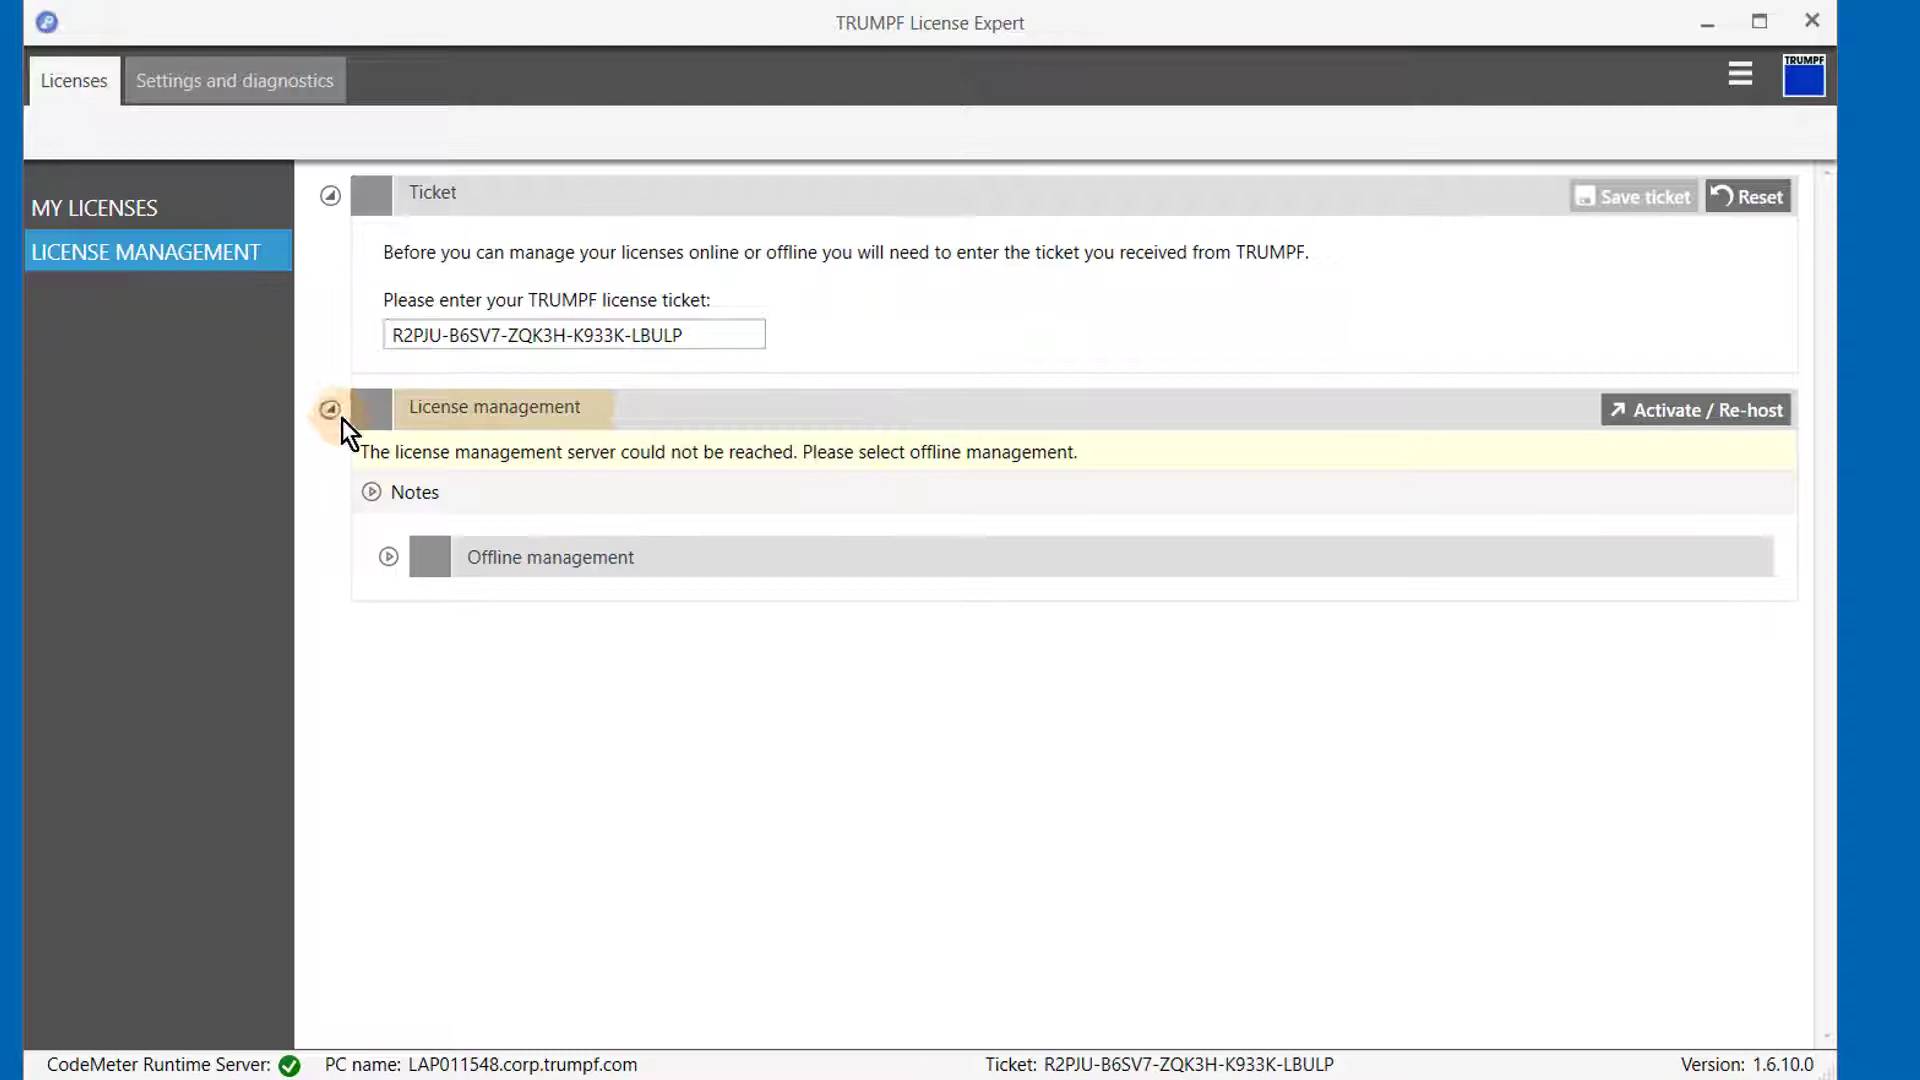 TRUMPF License Expert
Licenses
Settings and diagnostics
TRUMPF
MY LICENSES
LICENSE MANAGEMENT
Ticket
Save ticket
Reset
Before you can manage your licenses online or offline you will need to enter the ticket you received from TRUMPF.
Please enter your TRUMPF license ticket:
R2PJU-B6SV7-ZQK3H-K933K-LBULP
License management
Activate / Re-host
The license management server could not be reached. Please select offline management.
Notes
Offline management
CodeMeter Runtime Server:
PC name: LAP011548.corp.trumpf.com
Ticket: R2PJU-B6SV7-ZQK3H-K933K-LBULP
Version: 1.6.10.0